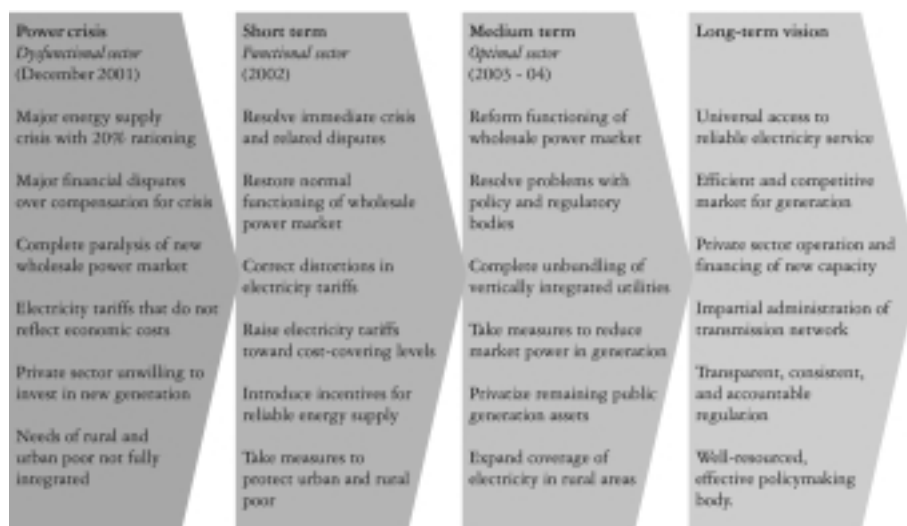 Power crisis
Dysfunctional sector
(December 2001)
Major energy supply
crisis with 20% rationing
Major financial disputes
over compensation for crisis
Complete paralysis of new
wholesale power market
Electricity tariffs that do not
reflect economic costs
Private sector unwilling to
invest in new generation
Needs of rural and
urban poor not fully
integrated
Short term
Functional sector
(2002)
Resolve immediate crisis
and related disputes
Restore normal
functioning of wholesale
power market
Correct distortions in
electricity tariffs
Raise electricity tariffs
toward cost-covering levels
Introduce incentives for
reliable energy supply
Take measures to
protect urban and rural
poor
Medium term
Optimal sector
(2003 - 04)
Reform functioning of
wholesale power market
Resolve problems with
policy and regulatory
bodies
Complete unbundling of
vertically integrated utilities
Take measures to reduce
market power in generation
Privatize remaining public
generation assets
Expand coverage of
electricity in rural areas
Long-term vision
Universal access to
reliable electricity service
Efficient and competitive
market for generation
Private sector operation and
financing of new capacity
Impartial administration of
transmission network
Transparent, consistent,
and accountable
regulation
Well-resourced,
effective policymaking
body.